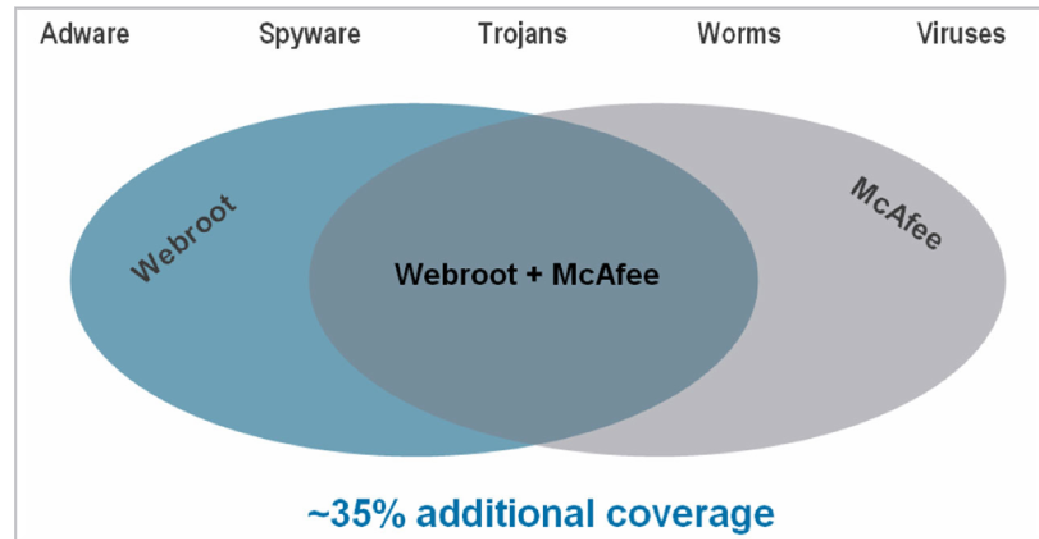 Adware Spyware Trojans Worms Viruses
Webroot
McAfee
Webroot + McAfee
~35% additional coverage